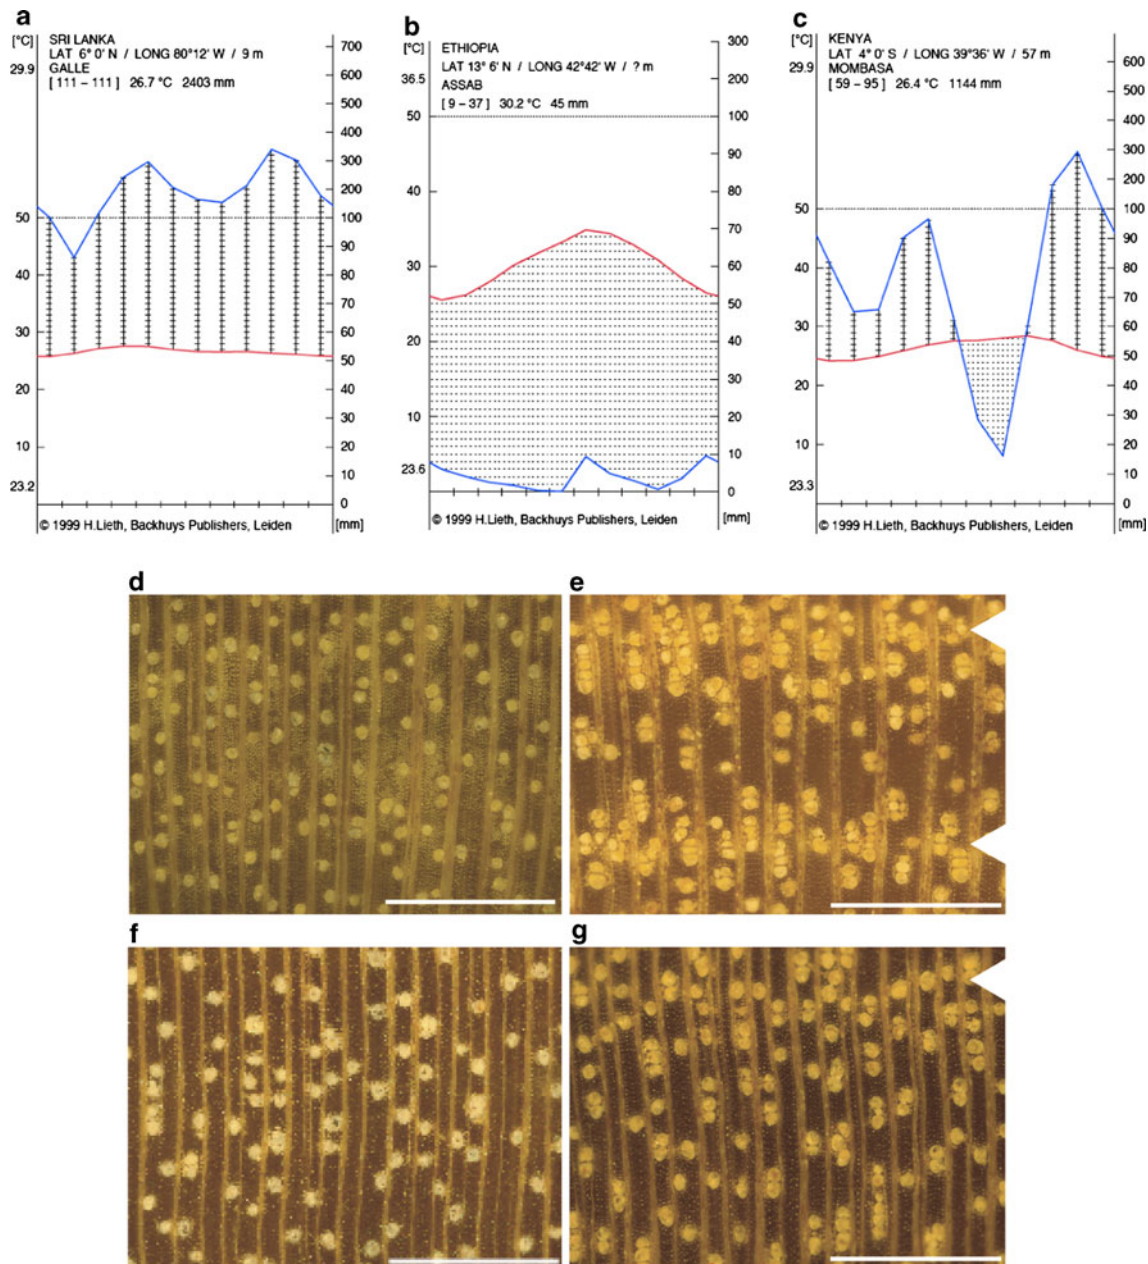 a
[°C]
SRI LANKA
LAT 6° 0' N / LONG 80°12' W / 9 m
29.9
GALLE
[ 111 – 111 ] 26.7 °C 2403 mm
700
600
500
400
300
200
50
100
90
40
80
70
30
60
50
20
40
30
10
20
23.2
10
0
© 1999 H.Lieth, Backhuys Publishers, Leiden
[mm]
b
[°C]
ETHIOPIA
LAT 13° 6' N / LONG 42°42' W / ? m
36.5
ASSAB
[ 9 – 37 ] 30.2 °C 45 mm
300
200
50
100
90
40
80
70
30
60
50
20
40
30
10
20
23.6
10
0
© 1999 H.Lieth, Backhuys Publishers, Leiden
[mm]
c
[°C]
KENYA
LAT 4° 0' S / LONG 39°36' W / 57 m
29.9
MOMBASA
[ 59 – 95 ] 26.4 °C 1144 mm
600
500
400
300
200
50
100
90
40
80
70
30
60
50
20
40
30
10
20
23.3
10
0
© 1999 H.Lieth, Backhuys Publishers, Leiden
[mm]
d
e
f
g